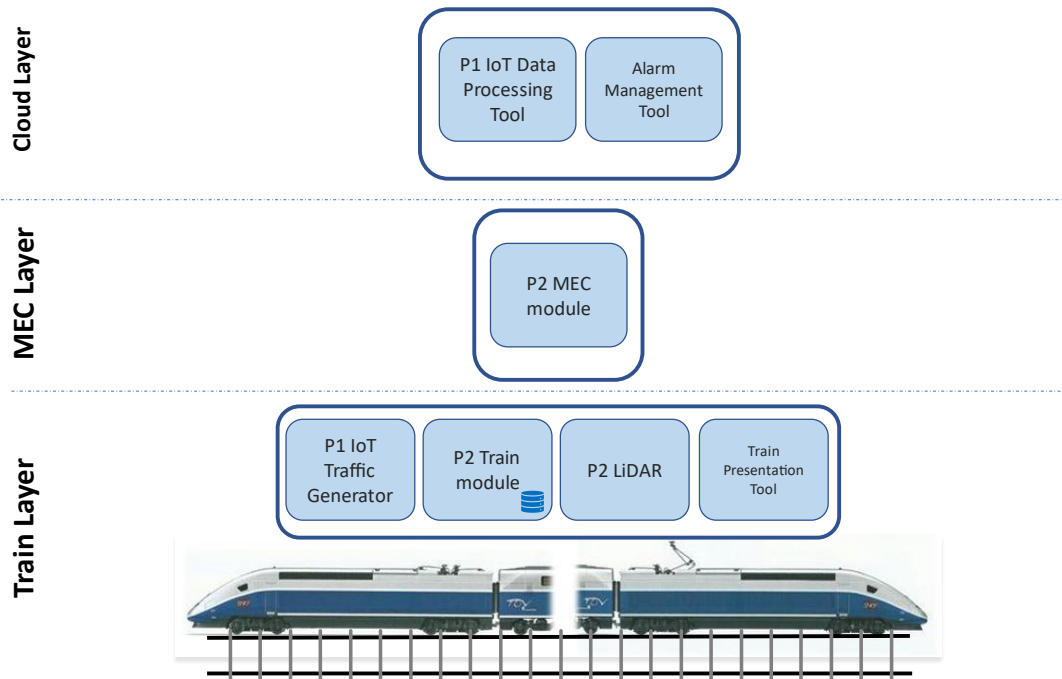 Cloud Layer
P1 IoT Data
Processing
Tool
Alarm
Management
Tool
MEC Layer
P2 MEC
module
Train Layer
P1 IoT
Traffic
Generator
P2 Train
module
P2 LiDAR
Train
Presentation
Tool